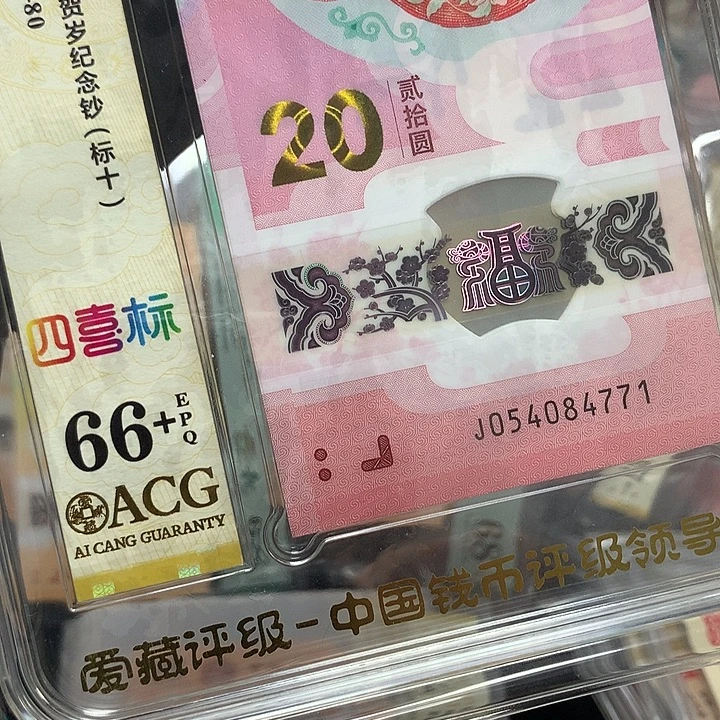 80
贺岁纪念钞(标十)
四喜标
66+EPQ
ACG
AI CANG GUARANTY
20
贰拾圆
福
J054084771
爱藏评级-中国钱币评级领导